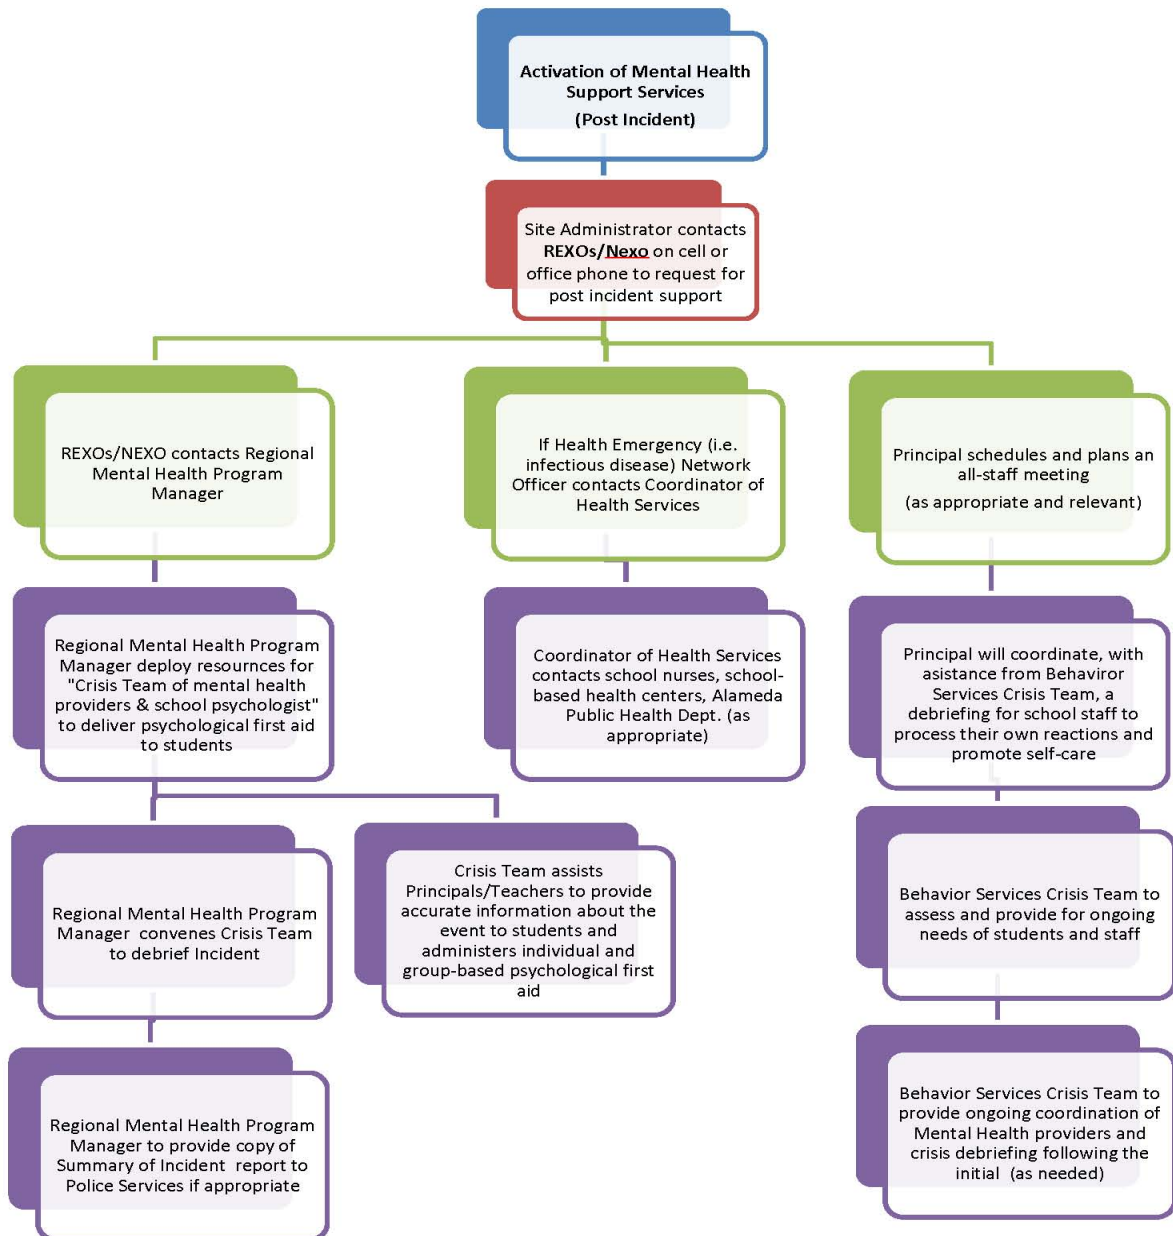 Activation of Mental Health
Support Services
(Post Incident)
Site Administrator contacts
REXOs/Nexo on cell or
office phone to request for
post incident support
REXOs/NEXO contacts Regional
Mental Health Program
Manager
If Health Emergency (i.e.
infectious disease) Network
Officer contacts Coordinator of
Health Services
Principal schedules and plans an
all-staff meeting
(as appropriate and relevant)
Regional Mental Health Program
Manager deploy resournces for
"Crisis Team of mental health
providers & school psychologist"
to deliver psychological first aid
to students
Coordinator of Health Services
contacts school nurses, school-
based health centers, Alameda
Public Health Dept. (as
appropriate)
Principal will coordinate, with
asistance from Behaviror
Services Crisis Team, a
debriefing for school staff to
process their own reactions and
promote self-care
Regional Mental Health Program
Manager convenes Crisis Team
to debrief Incident
Crisis Team assists
Principals/Teachers to provide
accurate information about the
event to students and
administers individual and
group-based psychological first
aid
Behavior Services Crisis Team to
assess and provide for ongoing
needs of students and staff
Regional Mental Health Program
Manager to provide copy of
Summary of Incident report to
Police Services if appropriate
Behavior Services Crisis Team to
provide ongoing coordination of
Mental Health providers and
crisis debriefing following the
initial (as needed)